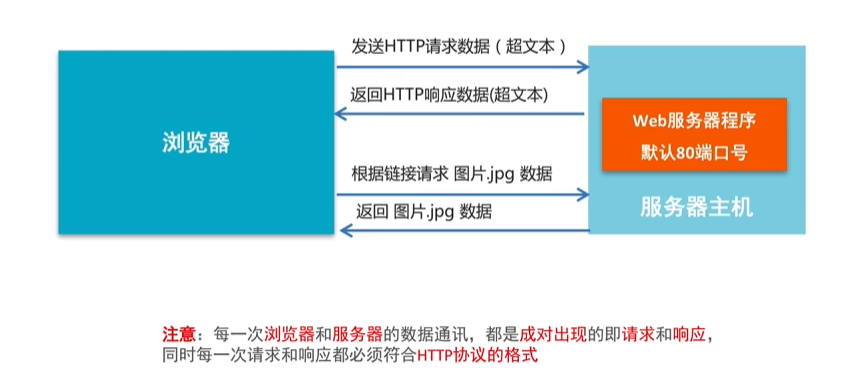 发送HTTP请求数据（超文本）
返回HTTP响应数据(超文本)
浏览器
Web服务器程序
默认80端口号
根据链接请求 图片.jpg 数据
返回 图片.jpg 数据
服务器主机
注意：每一次浏览器和服务器的数据通讯，都是成对出现的即请求和响应，
同时每一次请求和响应都必须符合HTTP协议的格式